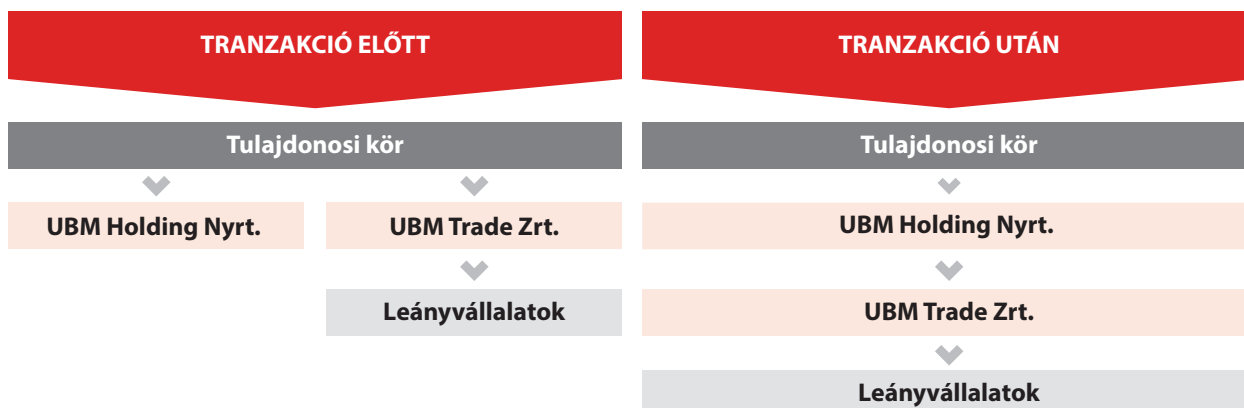 TRANZAKCIÓ ELŐTT
Tulajdonosi kör
UBM Holding Nyrt.
UBM Trade Zrt.
Leányvállalatok
TRANZAKCIÓ UTÁN
Tulajdonosi kör
UBM Holding Nyrt.
UBM Trade Zrt.
Leányvállalatok